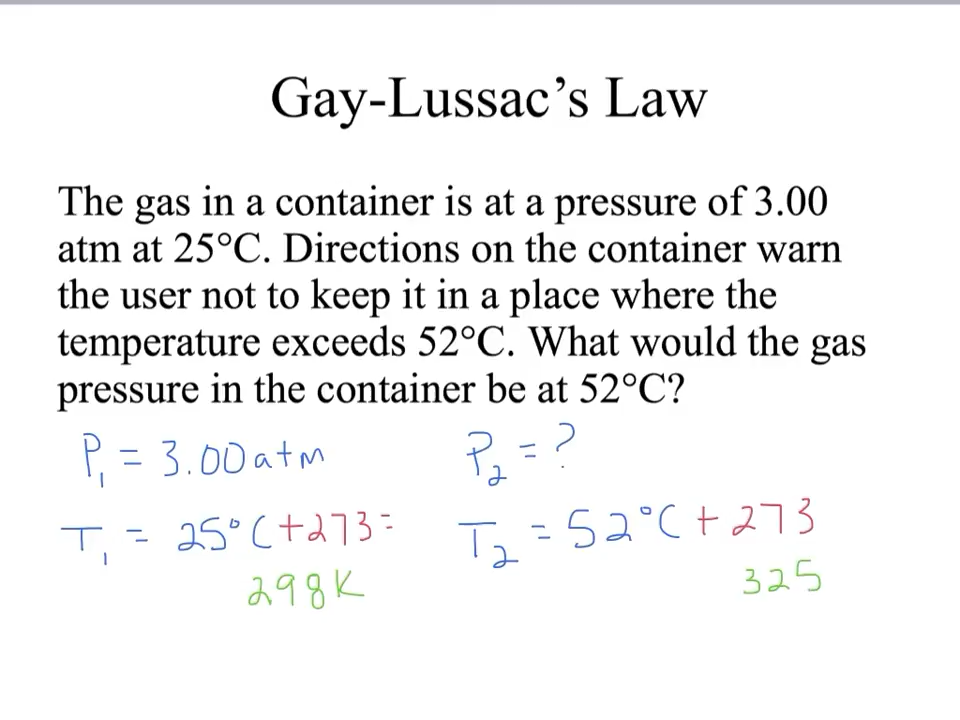 Gay-Lussac’s Law
The gas in a container is at a pressure of 3.00
atm at 25°C. Directions on the container warn
the user not to keep it in a place where the
temperature exceeds 52°C. What would the gas
pressure in the container be at 52°C?
P₁ = 3.00 atm P₂ = ?
T₁ = 25°C +273= T₂ = 52°C + 273
298K 325